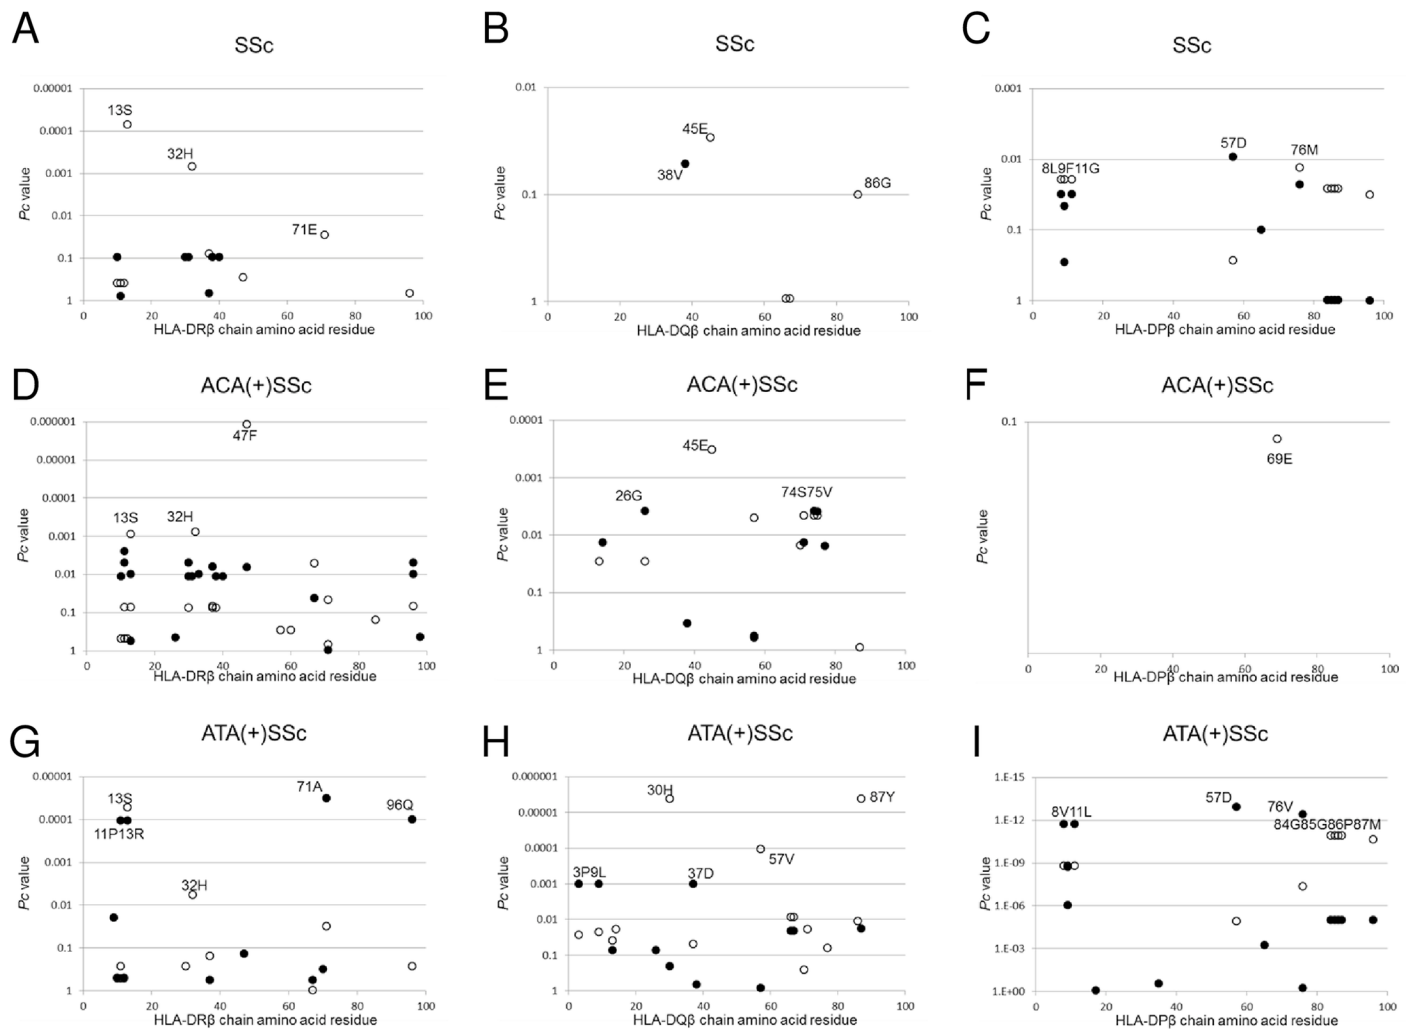 A
SSc
Pc value
0.00001
0.0001
0.001
0.01
0.1
1
13S
32H
71E
0 20 40 60 80 100
HLA-DRβ chain amino acid residue
B
SSc
Pc value
0.01
0.1
1
45E
38V
86G
0 20 40 60 80 100
HLA-DQβ chain amino acid residue
C
SSc
Pc value
0.001
0.01
0.1
1
8L9F11G
57D
76M
0 20 40 60 80 100
HLA-DPβ chain amino acid residue
D
ACA(+)SSc
Pc value
0.000001
0.00001
0.0001
0.001
0.01
0.1
1
47F
13S
32H
0 20 40 60 80 100
HLA-DRβ chain amino acid residue
E
ACA(+)SSc
Pc value
0.0001
0.001
0.01
0.1
1
45E
26G
74S75V
0 20 40 60 80 100
HLA-DQβ chain amino acid residue
F
ACA(+)SSc
Pc value
0.1
69E
0 20 40 60 80 100
HLA-DPβ chain amino acid residue
G
ATA(+)SSc
Pc value
0.00001
0.0001
0.001
0.01
0.1
1
13S
11P13R
71A
96Q
32H
0 20 40 60 80 100
HLA-DRβ chain amino acid residue
H
ATA(+)SSc
Pc value
0.000001
0.00001
0.0001
0.001
0.01
0.1
1
30H
87Y
57V
3P9L
37D
0 20 40 60 80 100
HLA-DQβ chain amino acid residue
I
ATA(+)SSc
Pc value
1.E-15
1.E-12
1.E-09
1.E-06
1.E-03
1.E+00
8V11L
57D
76V
84G85G86P87M
0 20 40 60 80 100
HLA-DPβ chain amino acid residue